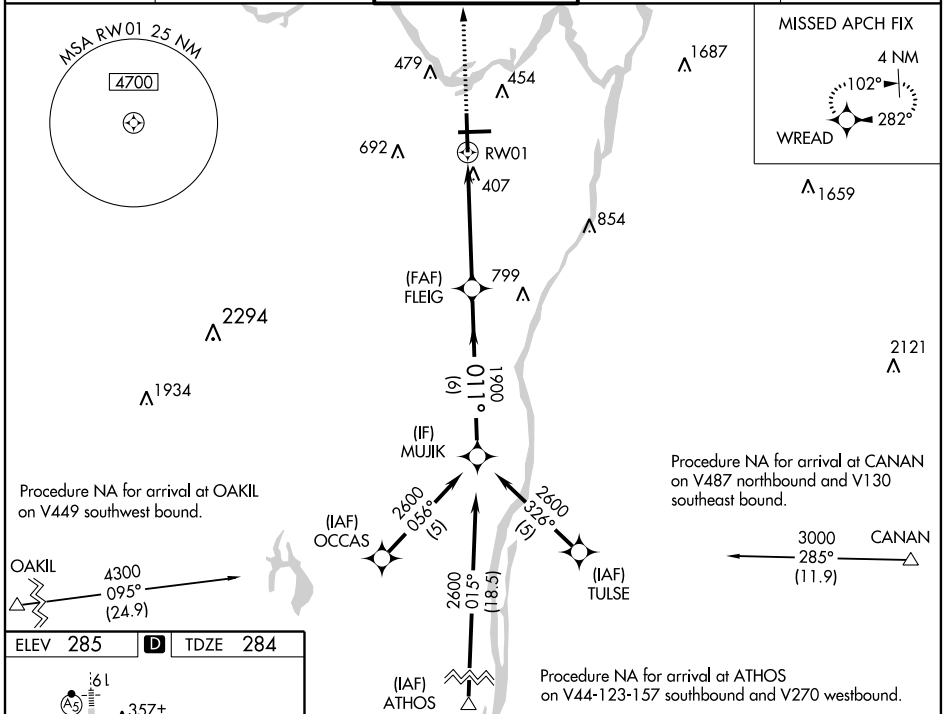 MSA RW01 25 NM
4700
479
454
1687
MISSED APCH FIX
4 NM
102°
282°
WREAD
692
RW01
407
1659
854
(FAF)
FLEIG
799
2294
2121
1934
1900
011°
(6)
(IF)
MUJIK
Procedure NA for arrival at OAKIL
on V449 southwest bound.
Procedure NA for arrival at CANAN
on V487 northbound and V130
southeast bound.
(IAF)
OCCAS
2600
056°
(5)
2600
326°
(5)
(IAF)
TULSE
3000
285°
(11.9)
CANAN
OAKIL
4300
095°
(24.9)
2600
015°
(18.5)
(IAF)
ATHOS
Procedure NA for arrival at ATHOS
on V44-123-157 southbound and V270 westbound.
ELEV 285 D TDZE 284
19
A5
357±